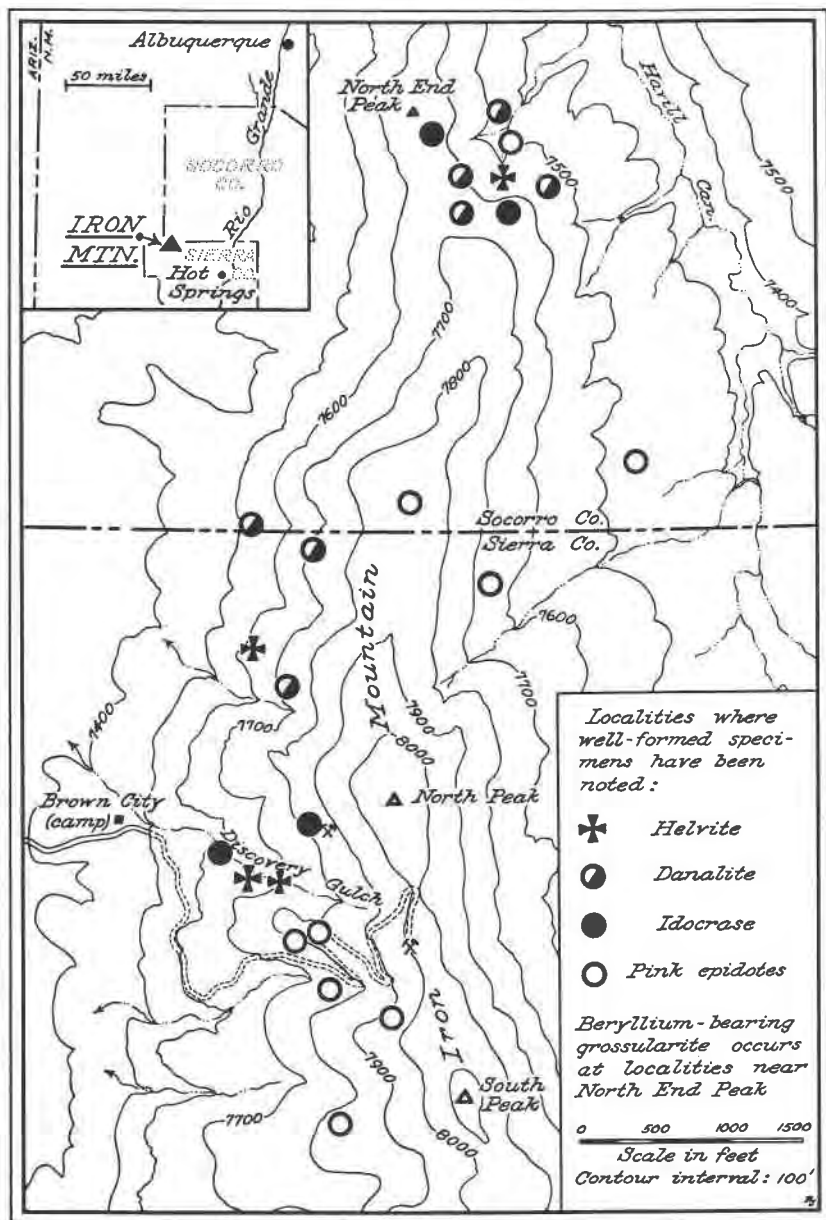 Albuquerque
ARIZ.
N.M.
50 miles
Grande
SOCORRO
CO.
Rio
IRON
MTN.
SIERRA
CO.
Hot
Springs
North End
Peak
Harill
Can.
7500
7500
7400
7700
7800
7600
Socorro Co.
Sierra Co.
Mountain
7600
7700
7400
7700
7900
8000
North Peak
Brown City
(camp)
Discovery
Gulch
Iron
7900
7700
8000
South
Peak
Localities where
well-formed speci-
mens have been
noted:
Helvite
Danalite
Idocrase
Pink epidotes
Beryllium-bearing
grossularite occurs
at localities near
North End Peak
0 500 1000 1500
Scale in feet
Contour interval: 100'